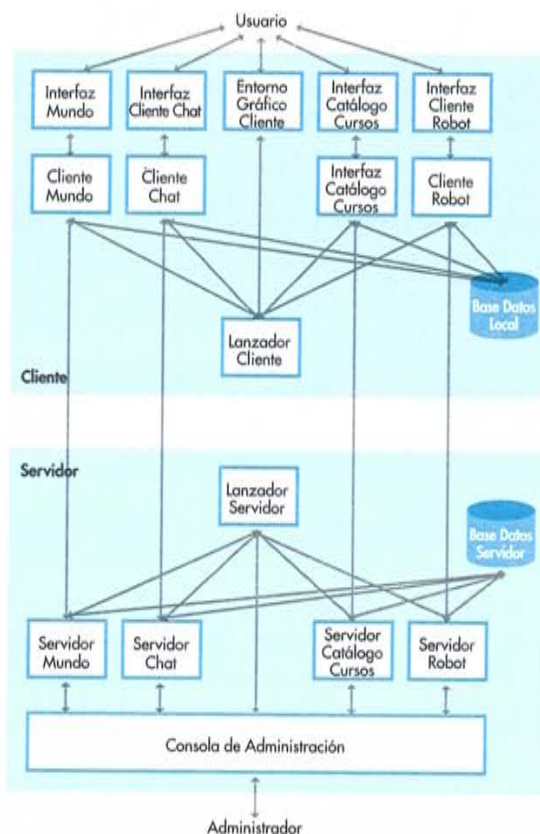 Usuario
Interfaz
Mundo
Interfaz
Cliente Chat
Entorno
Gráfico
Cliente
Interfaz
Catálogo
Cursos
Interfaz
Cliente
Robot
Cliente
Mundo
Cliente
Chat
Interfaz
Catálogo
Cursos
Cliente
Robot
Base Datos
Local
Lanzador
Cliente
Cliente
Servidor
Lanzador
Servidor
Base Datos
Servidor
Servidor
Mundo
Servidor
Chat
Servidor
Catálogo
Cursos
Servidor
Robot
Consola de Administración
Administrador